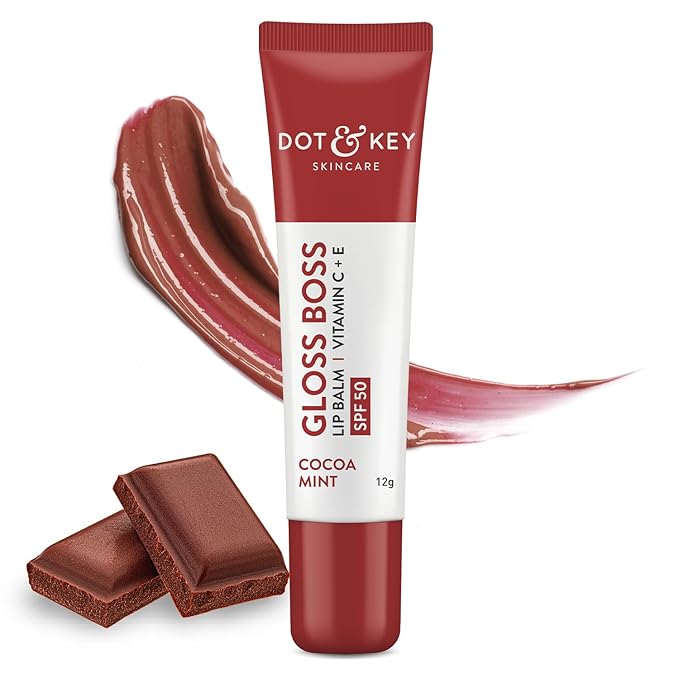 DOT & KEY
SKINCARE
GLOSS BOSS
LIP BALM | VITAMIN C + E
SPF 50
COCOA
MINT
12g